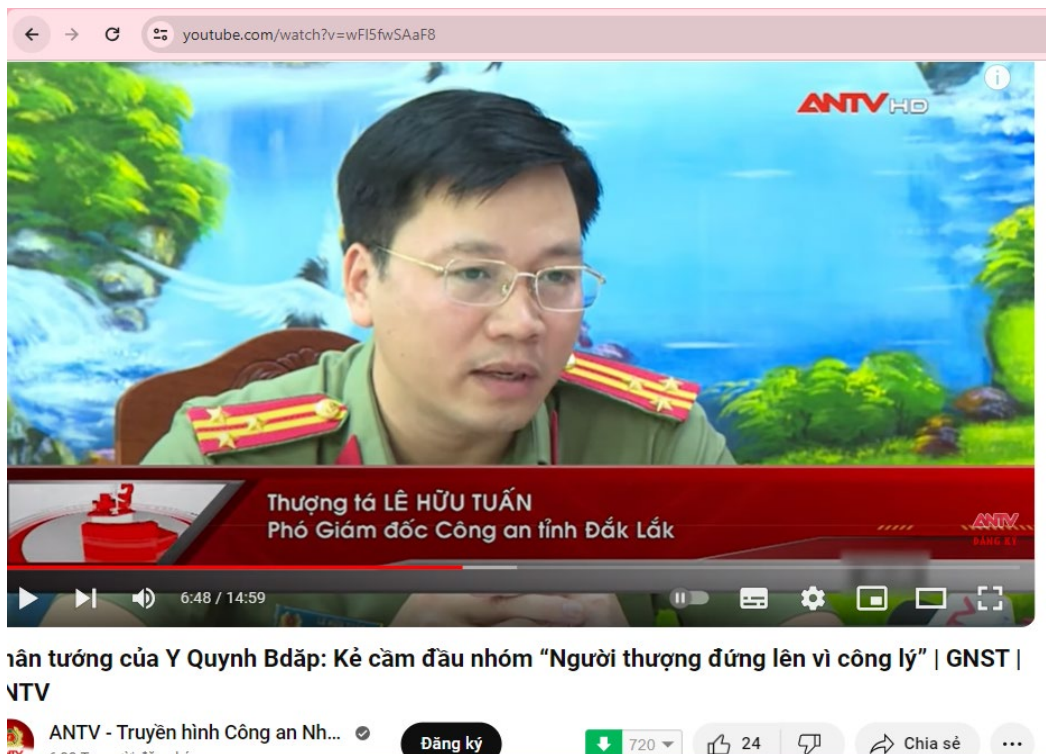 youtube.com/watch?v=wFI5fwSAaF8
ANTV HD
Thượng tá LÊ HỮU TUẤN
Phó Giám đốc Công an tỉnh Đắk Lắk
ANTV
ĐĂNG KÝ
6:48 / 14:59
tướng của Y Quynh Bdăp: Kẻ cầm đầu nhóm “Người thượng đứng lên vì công lý” | GNST |
ANTV - Truyền hình Công an Nh...
Đăng ký
720
24
Chia sẻ